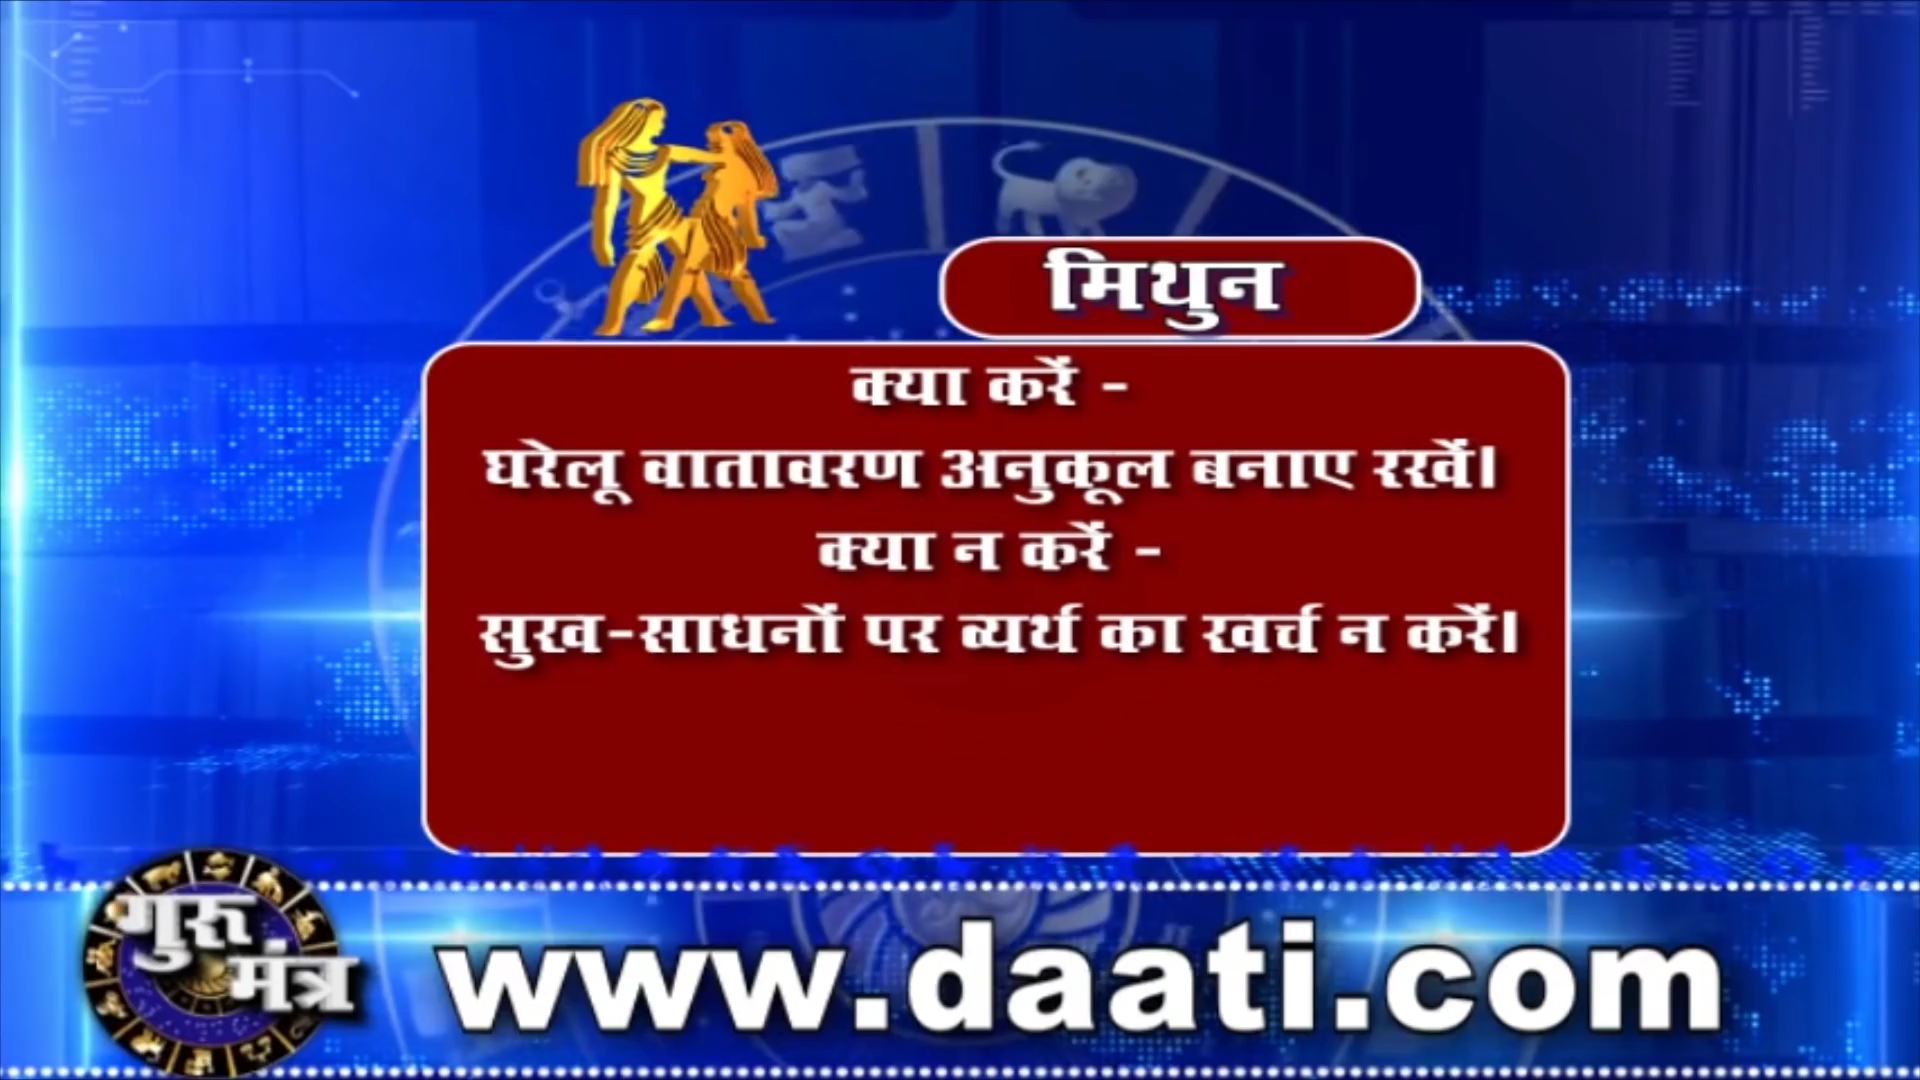 मिथुन
क्या करें -
घरेलू वातावरण अनुकूल बनाए रखें।
क्या न करें -
सुख-साधनों पर व्यर्थ का खर्च न करें।
गुरु
मंत्र
www.daati.com